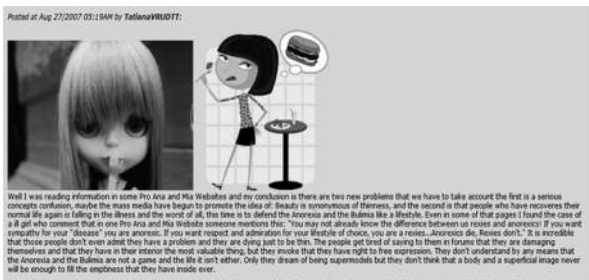 Posted at Aug 27/2007 05:19AM by TatianaVRUDTT:
Well I was reading information in some Pro Ana and Mia Websites and my conclusion is there are two new problems that we have to take account the first is a serious
concepts confusion, maybe the mass media have begun to promote the idea of: Beauty is synonymous of thinness, and the second is that people who have recoveres their
normal life again is falling in the illness and the worst of all, this time is to defend the Anorexia and the Bulimia like a lifestyle. Even in some of that pages I found the case of
a ill girl who comment that in one Pro Ana and Mia Website someone mentions this: "You may not already know the difference between us rexies and anorexics! If you want
sympathy for your "disease" you are anorexic. If you want respect and admiration for your lifestyle of choice, you are a rexies...Anorexics die, Rexies don't." It is incredible
that those people don't even admit they have a problem and they are dying just to be thin. The people get tired of saying to them in forums that they are damaging
themselves and that they have in their interior the most valuable thing, but they invoke that they have right to free expression. They don't understand by any means that
the Anorexia and the Bulimia are not a game and the life it isn't either. Only they dream of being supermodels but they don't think that a body and a superficial image never
will be enough to fill the emptiness that they have inside ever.